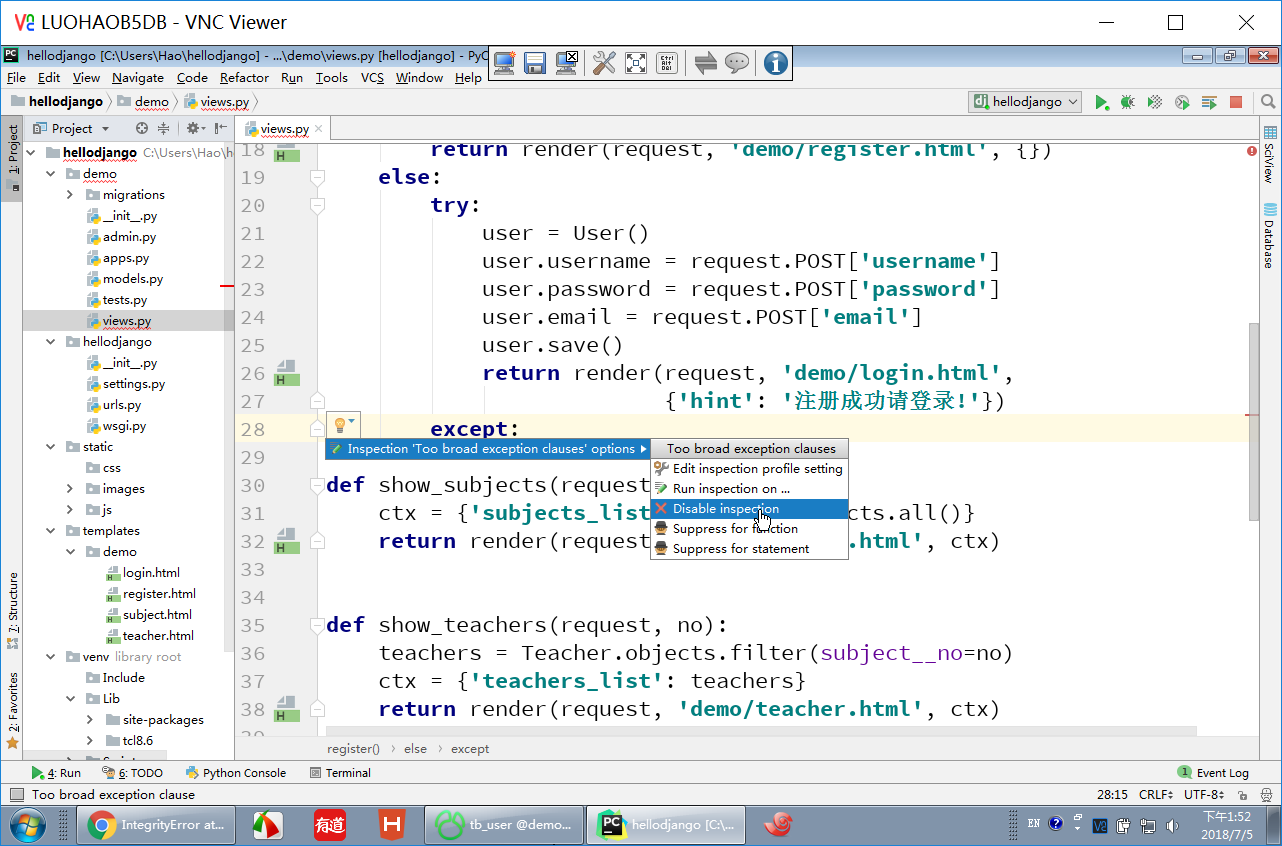 LUOHAOB5DB - VNC Viewer
hellodjango [C:\Users\Hao\hellodjango] - ...\demo\views.py [hellodjango] - PyC
Ctrl Alt Del
File Edit View Navigate Code Refactor Run Tools VCS Window Help
hellodjango demo views.py
dj hellodjango
1: Project
Project
views.py
hellodjango C:\Users\Hao\h
demo
migrations
__init__.py
admin.py
apps.py
models.py
tests.py
views.py
hellodjango
__init__.py
settings.py
urls.py
wsgi.py
static
css
images
js
templates
demo
login.html
register.html
subject.html
teacher.html
venv library root
Include
Lib
site-packages
tcl8.6
7: Structure
2: Favorites
18 return render(request, 'demo/register.html', {})
19 else:
20 try:
21 user = User()
22 user.username = request.POST['username']
23 user.password = request.POST['password']
24 user.email = request.POST['email']
25 user.save()
26 return render(request, 'demo/login.html',
27 {'hint': '注册成功请登录!'})
28 except:
29
30 def show_subjects(request
31 ctx = {'subjects_list cts.all()}
32 return render(request .html', ctx)
33
34
35 def show_teachers(request, no):
36 teachers = Teacher.objects.filter(subject__no=no)
37 ctx = {'teachers_list': teachers}
38 return render(request, 'demo/teacher.html', ctx)
Inspection 'Too broad exception clauses' options
Too broad exception clauses
Edit inspection profile setting
Run inspection on ...
Disable inspection
Suppress for function
Suppress for statement
SciView
Database
register() › else › except
4: Run 6: TODO Python Console Terminal 1 Event Log
Too broad exception clause 28:15 CRLF UTF-8
IntegrityError at... 有道 H tb_user @demo... hellodjango [C:\... EN 下午1:52
2018/7/5